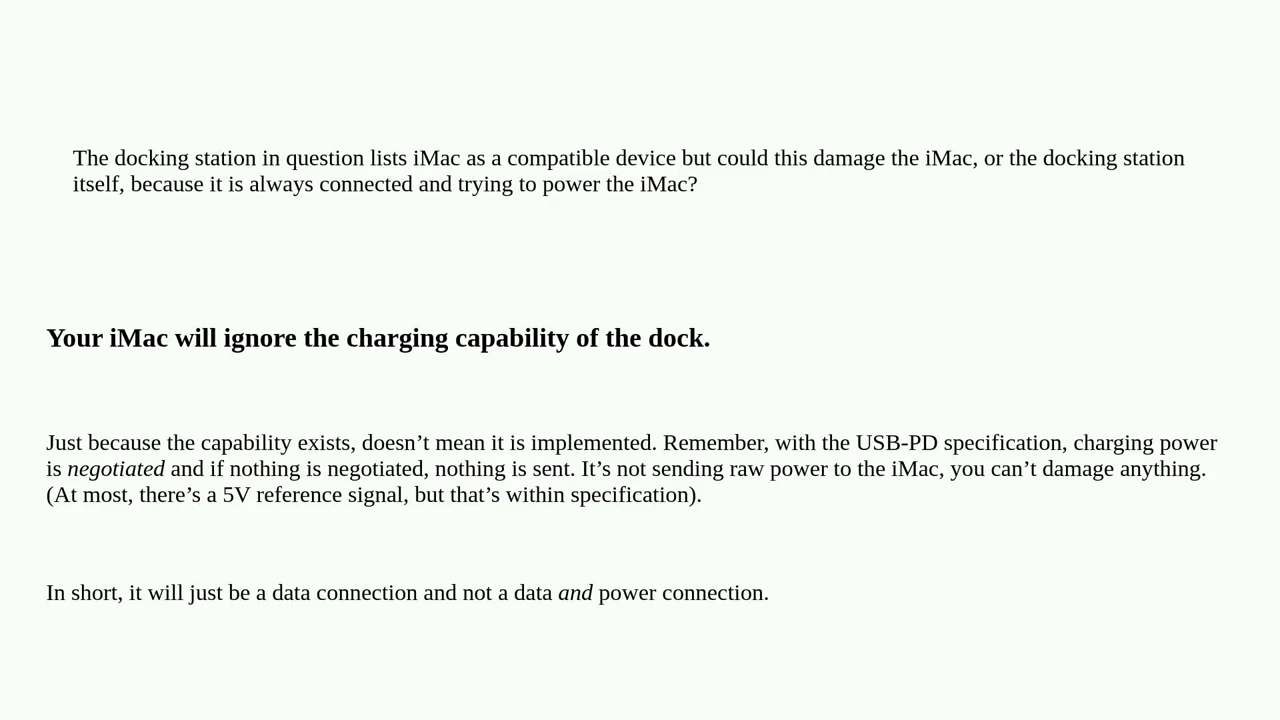 The docking station in question lists iMac as a compatible device but could this damage the iMac, or the docking station
itself, because it is always connected and trying to power the iMac?
Your iMac will ignore the charging capability of the dock.
Just because the capability exists, doesn’t mean it is implemented. Remember, with the USB-PD specification, charging power
is negotiated and if nothing is negotiated, nothing is sent. It’s not sending raw power to the iMac, you can’t damage anything.
(At most, there’s a 5V reference signal, but that’s within specification).
In short, it will just be a data connection and not a data and power connection.